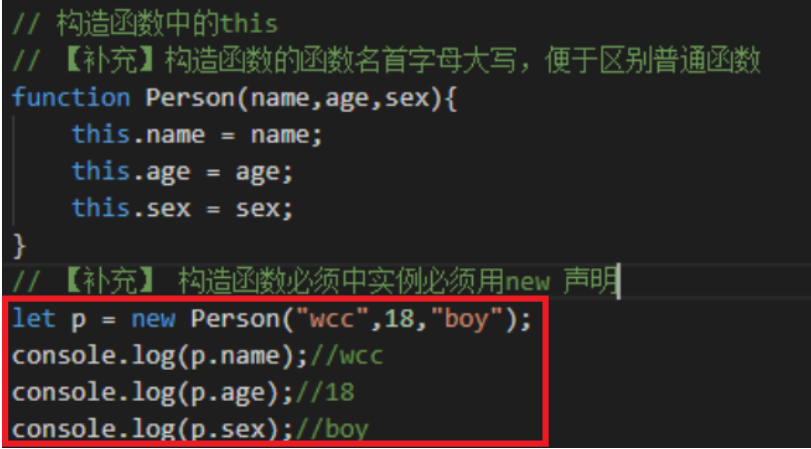 // 构造函数中的this
// 【补充】构造函数的函数名首字母大写，便于区别普通函数
function Person(name,age,sex){
    this.name = name;
    this.age = age;
    this.sex = sex;
}
// 【补充】 构造函数必须中实例必须用new 声明
let p = new Person("wcc",18,"boy");
console.log(p.name);//wcc
console.log(p.age);//18
console.log(p.sex);//boy